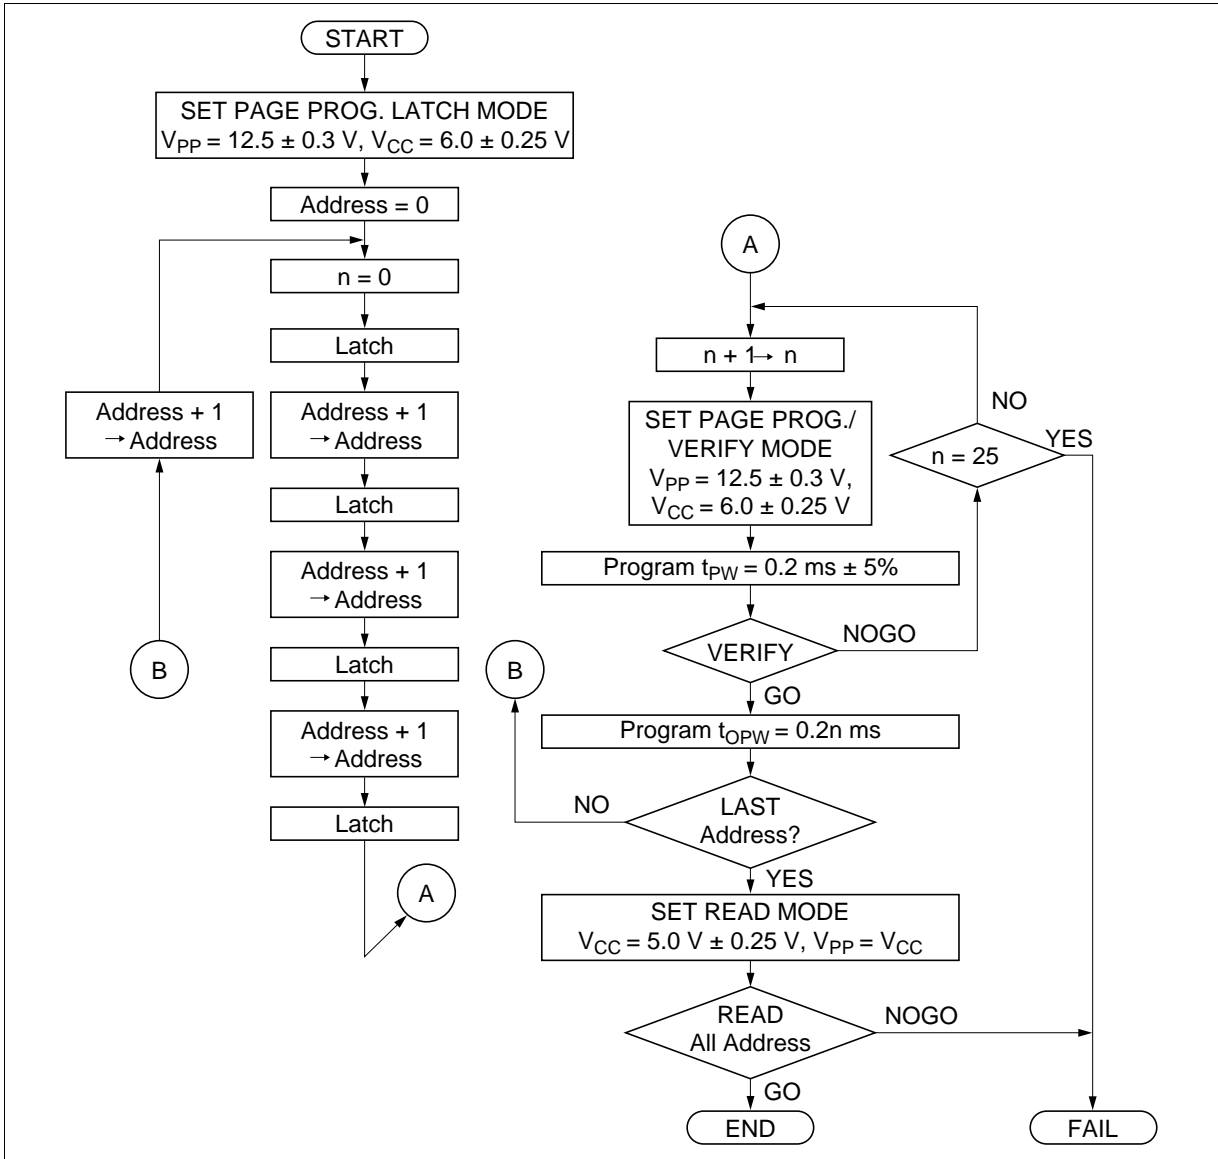 START
SET PAGE PROG. LATCH MODE
VPP = 12.5 ± 0.3 V, VCC = 6.0 ± 0.25 V
Address = 0
n = 0
Latch
Address + 1
→ Address
Latch
Address + 1
→ Address
Latch
Address + 1
→ Address
Latch
A
Address + 1
→ Address
B
A
n + 1 → n
SET PAGE PROG./
VERIFY MODE
VPP = 12.5 ± 0.3 V,
VCC = 6.0 ± 0.25 V
NO
YES
n = 25
Program tPW = 0.2 ms ± 5%
VERIFY
NOGO
GO
B
Program tOPW = 0.2n ms
LAST
Address?
NO
YES
SET READ MODE
VCC = 5.0 V ± 0.25 V, VPP = VCC
READ
All Address
NOGO
GO
END
FAIL